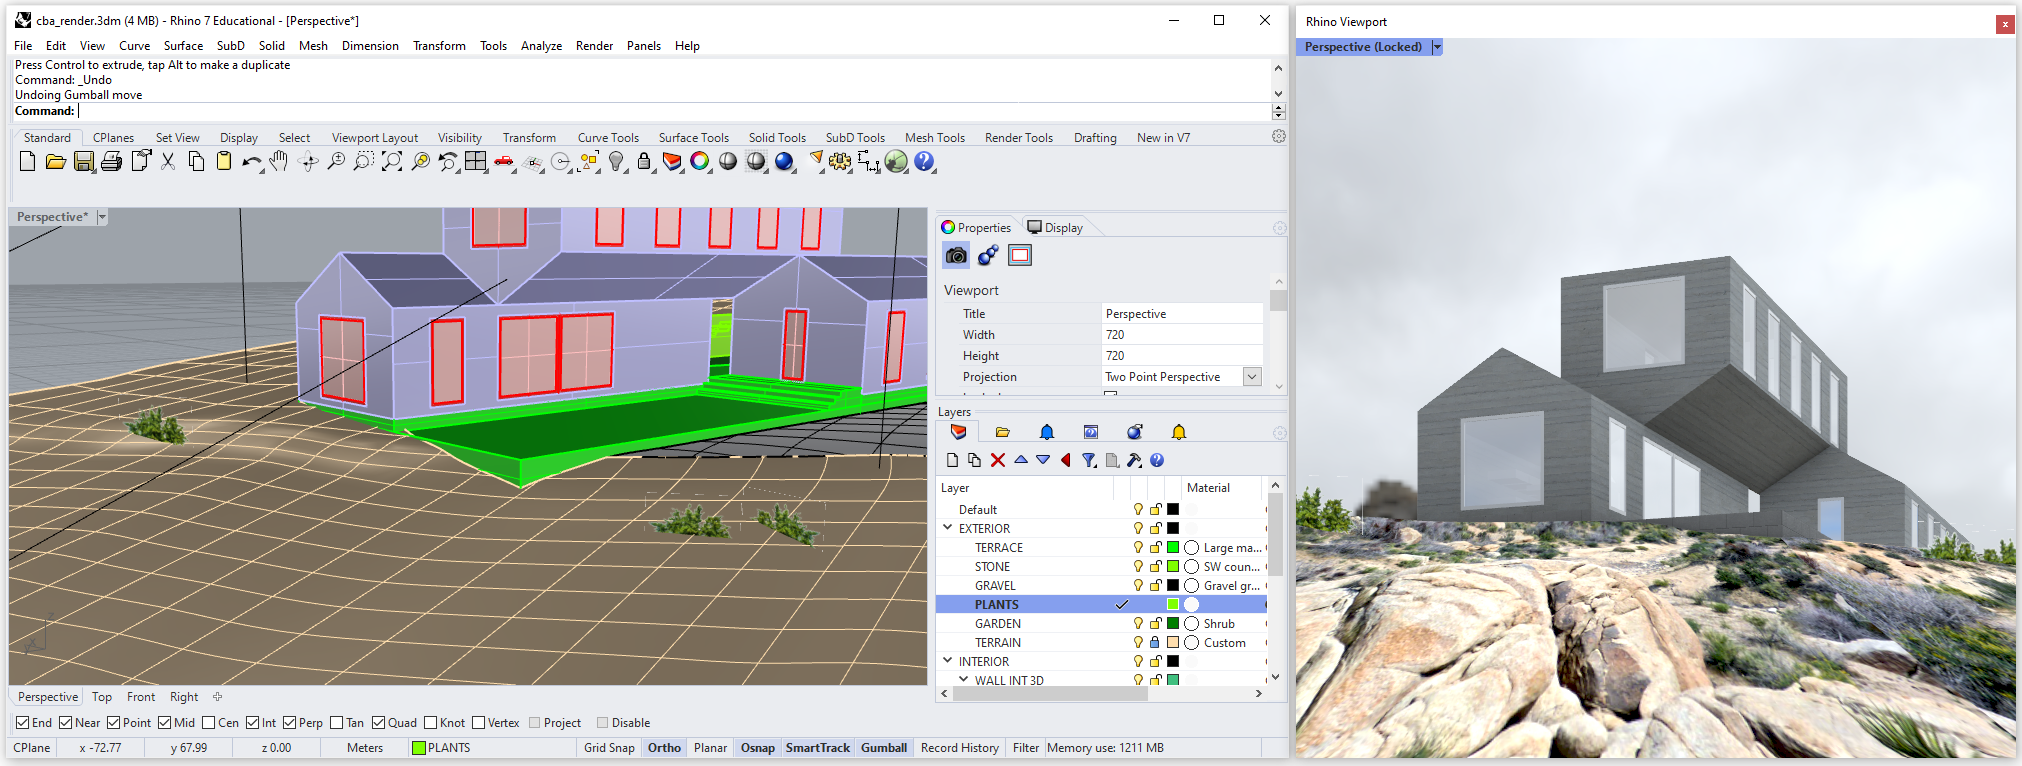 cba_render.3dm (4 MB) - Rhino 7 Educational - [Perspective*]
File Edit View Curve Surface SubD Solid Mesh Dimension Transform Tools Analyze Render Panels Help
Press Control to extrude, tap Alt to make a duplicate
Command: _Undo
Undoing Gumball move
Command:
Standard CPlanes Set View Display Select Viewport Layout Visibility Transform Curve Tools Surface Tools Solid Tools SubD Tools Mesh Tools Render Tools Drafting New in V7
Perspective*
Properties Display
Viewport
Title Perspective
Width 720
Height 720
Projection Two Point Perspective
Layers
Layer Material
Default
EXTERIOR
TERRACE Large ma...
STONE SW coun...
GRAVEL Gravel gr...
PLANTS
GARDEN Shrub
TERRAIN Custom
INTERIOR
WALL INT 3D
Perspective Top Front Right
End Near Point Mid Cen Int Perp Tan Quad Knot Vertex Project Disable
CPlane x -72.77 y 67.99 z 0.00 Meters PLANTS Grid Snap Ortho Planar Osnap SmartTrack Gumball Record History Filter Memory use: 1211 MB
Rhino Viewport
Perspective (Locked)